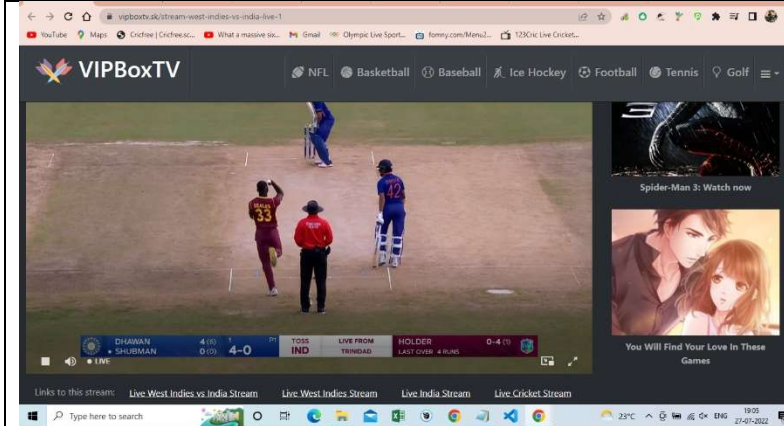 vipboxtv.sk/stream-west-indies-vs-india-live-1
YouTube Maps Cricfree | Cricfree.sc... What a massive six... Gmail Olympic Live Sport... fomny.com/Menu2... 123Cric Live Cricket...
VIPBoxTV NFL Basketball Baseball Ice Hockey Football Tennis Golf
33
42
Spider-Man 3: Watch now
DHAWAN 4 (5) 1 P1 TOSS LIVE FROM HOLDER 0-4 (1)
SHUBMAN 0 (0) 4-0 IND TRINIDAD LAST OVER 4 RUNS
LIVE
You Will Find Your Love In These
Games
Links to this stream: Live West Indies vs India Stream Live West Indies Stream Live India Stream Live Cricket Stream
Type here to search 23°C ENG 19:05
27-07-2022